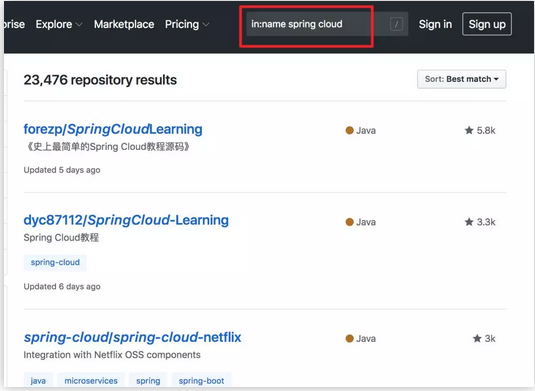 rise Explore Marketplace Pricing in:name spring cloud / Sign in Sign up
23,476 repository results Sort: Best match
forezp/SpringCloudLearning Java 5.8k
《史上最简单的Spring Cloud教程源码》
Updated 5 days ago
dyc87112/SpringCloud-Learning Java 3.3k
Spring Cloud教程
spring-cloud
Updated 6 days ago
spring-cloud/spring-cloud-netflix Java 3k
Integration with Netflix OSS components
java microservices spring spring-boot